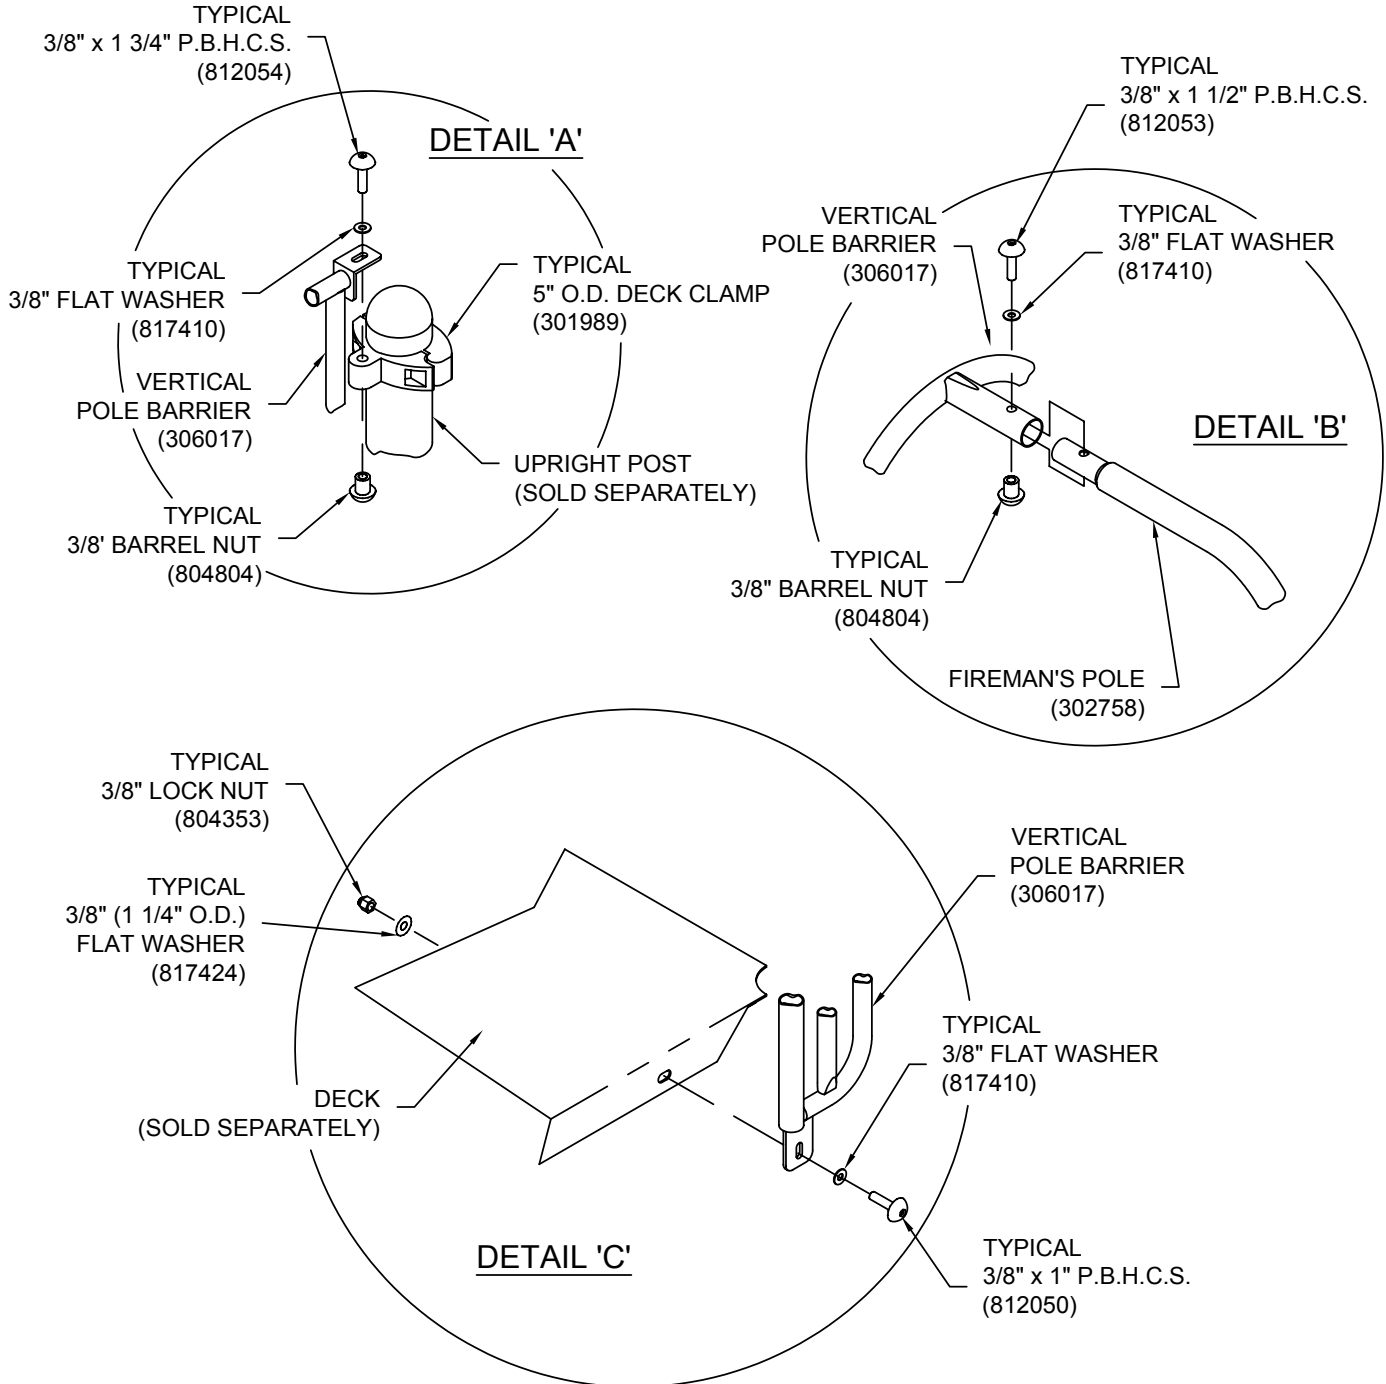 TYPICAL
3/8" x 1 3/4" P.B.H.C.S.
(812054)
DETAIL 'A'
TYPICAL
3/8" FLAT WASHER
(817410)
TYPICAL
5" O.D. DECK CLAMP
(301989)
VERTICAL
POLE BARRIER
(306017)
UPRIGHT POST
(SOLD SEPARATELY)
TYPICAL
3/8' BARREL NUT
(804804)
TYPICAL
3/8" x 1 1/2" P.B.H.C.S.
(812053)
VERTICAL
POLE BARRIER
(306017)
TYPICAL
3/8" FLAT WASHER
(817410)
DETAIL 'B'
TYPICAL
3/8" BARREL NUT
(804804)
FIREMAN'S POLE
(302758)
TYPICAL
3/8" LOCK NUT
(804353)
TYPICAL
3/8" (1 1/4" O.D.)
FLAT WASHER
(817424)
VERTICAL
POLE BARRIER
(306017)
TYPICAL
3/8" FLAT WASHER
(817410)
DECK
(SOLD SEPARATELY)
DETAIL 'C'
TYPICAL
3/8" x 1" P.B.H.C.S.
(812050)